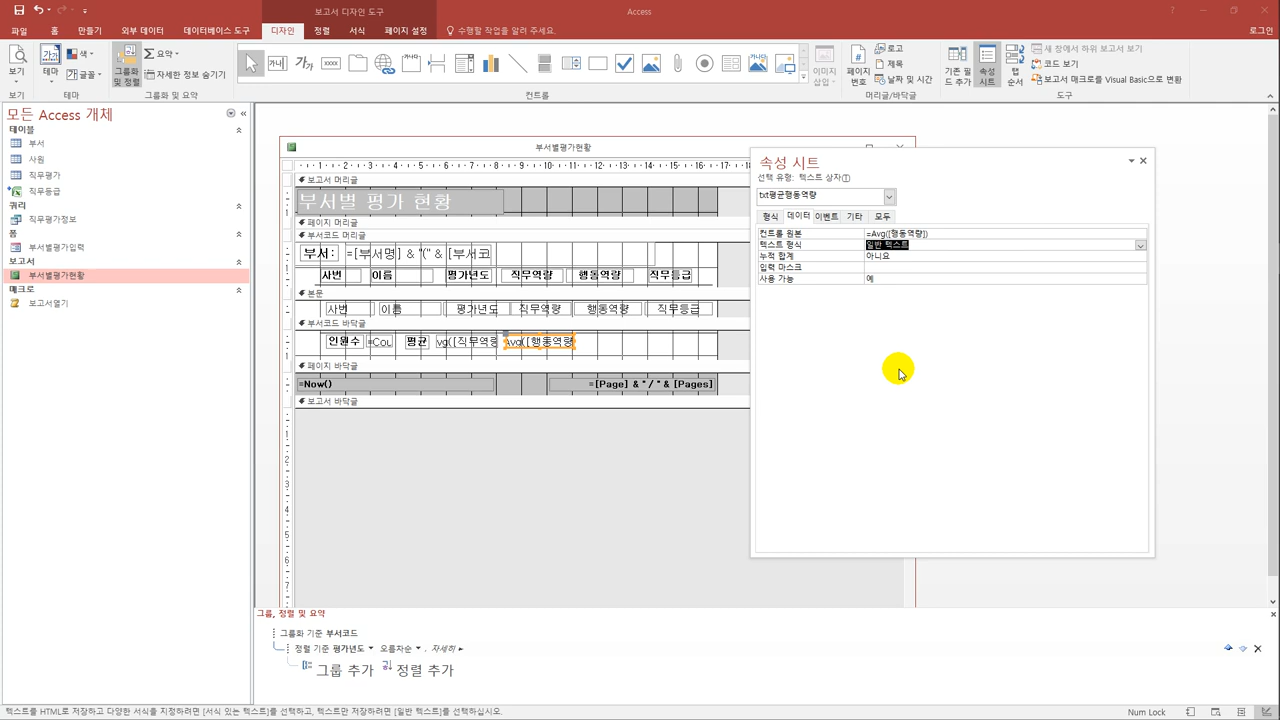 보고서 디자인 도구
Access
파일 홈 만들기 외부 데이터 데이터베이스 도구 디자인 정렬 서식 페이지 설정 수행할 작업을 알려 주세요. 로그인
보기
테마
색
글꼴
그룹화 및 정렬
요약
자세한 정보 숨기기
이미지 삽입
페이지 번호
로고
제목
날짜 및 시간
기존 필드 추가
속성 시트
탭 순서
새 창에서 하위 보고서 보기
코드 보기
보고서 매크로를 Visual Basic으로 변환
보기 테마 그룹화 및 요약 컨트롤 머리글/바닥글 도구
모든 Access 개체
테이블
부서
사원
직무평가
직무등급
쿼리
부서별평가정보
폼
부서별평가입력
보고서
부서별평가현황
매크로
보고서열기
부서별평가현황
보고서 머리글
부서별 평가 현황
페이지 머리글
부서코드 머리글
부서: =[부서명] & "(" & [부서코
사번 이름 평가년도 직무역량 행동역량 직무등급
본문
사번 이름 평가년도 직무역량 행동역량 직무등급
부서코드 바닥글
인원수 =Cou 평균 vg([직무역량 Avg([행동역량
페이지 바닥글
=Now() =[Page] & " / " & [Pages]
보고서 바닥글
속성 시트
선택 유형: 텍스트 상자(T)
txt평균행동역량
형식 데이터 이벤트 기타 모두
컨트롤 원본 =Avg([행동역량])
텍스트 형식 일반 텍스트
누적 합계 아니요
입력 마스크
사용 가능 예
그룹, 정렬 및 요약
그룹화 기준 부서코드
정렬 기준 평가년도 오름차순 , 자세히
그룹 추가 정렬 추가
텍스트를 HTML로 저장하고 다양한 서식을 지정하려면 [서식 있는 텍스트]를 선택하고, 텍스트만 저장하려면 [일반 텍스트]를 선택하십시오.
Num Lock